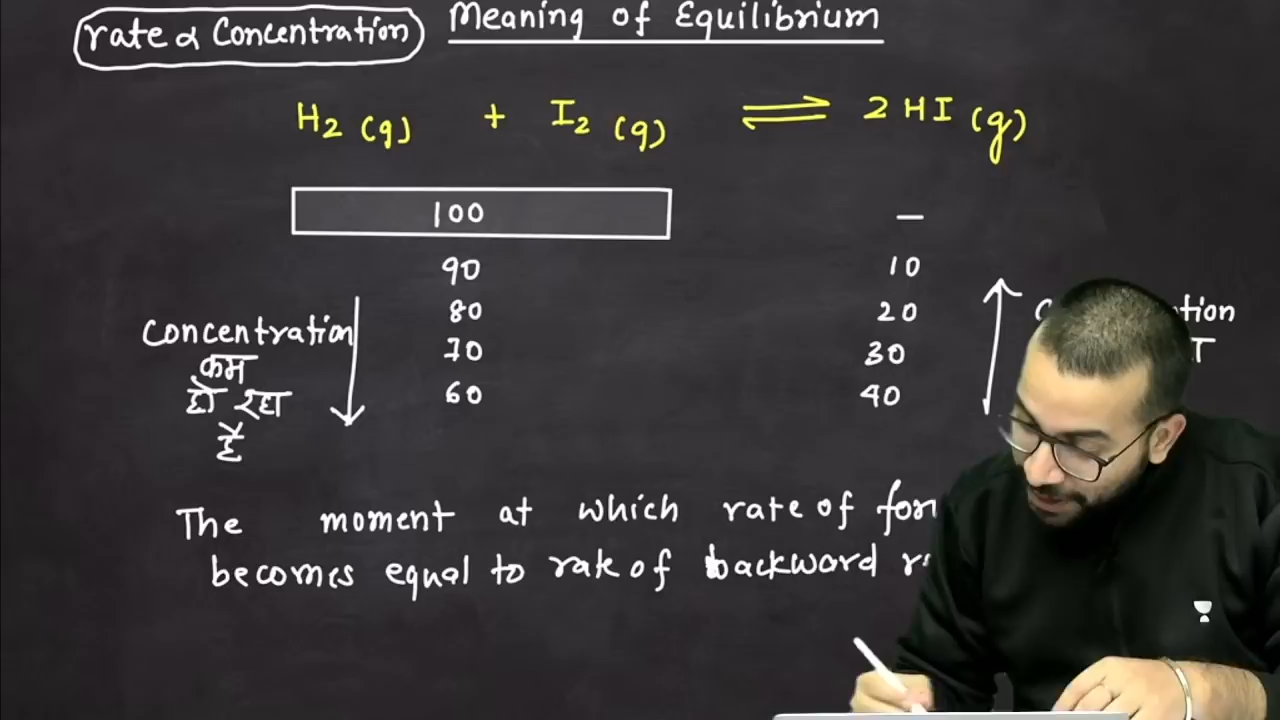 rate α Concentration Meaning of Equilibrium
H2 (g) + I2 (g) ⇌ 2 HI (g)
100 —
90 10
80 20
70 30
60 40
Concentration
कम
हो रहा
है
The moment at which rate of
becomes equal to rate of backward